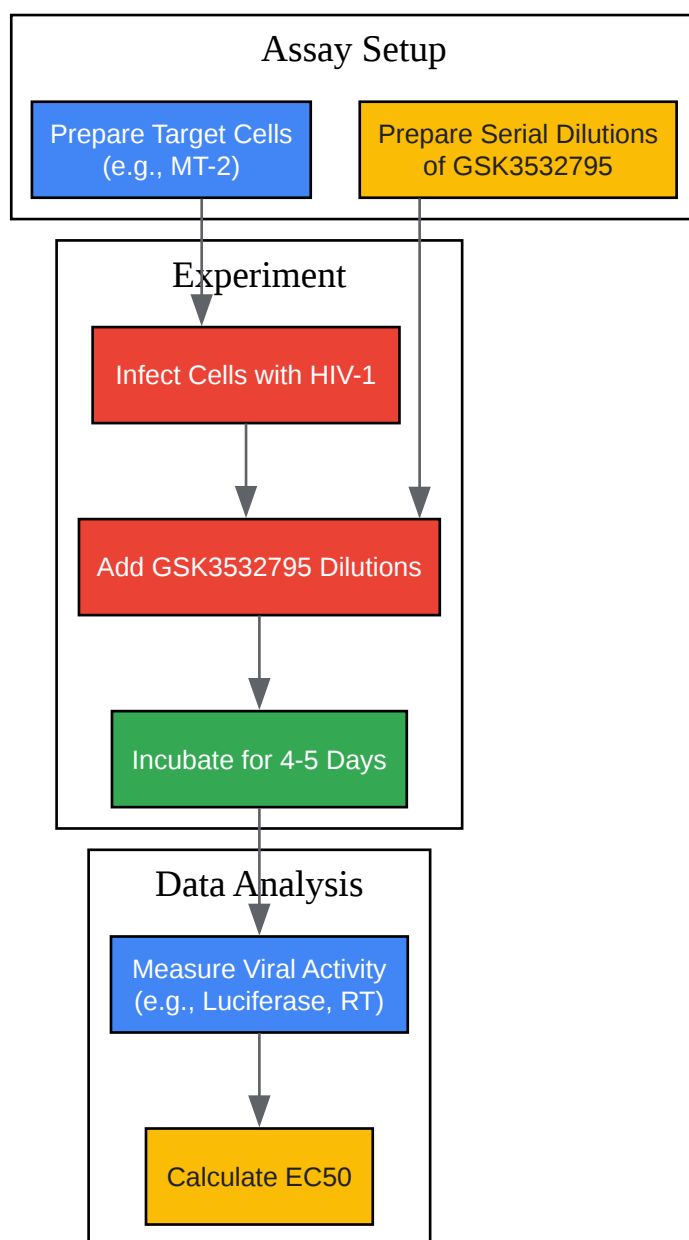 Assay Setup
Prepare Target Cells
(e.g., MT-2)
Prepare Serial Dilutions
of GSK3532795
Experiment
Infect Cells with HIV-1
Add GSK3532795 Dilutions
Incubate for 4-5 Days
Data Analysis
Measure Viral Activity
(e.g., Luciferase, RT)
Calculate EC50